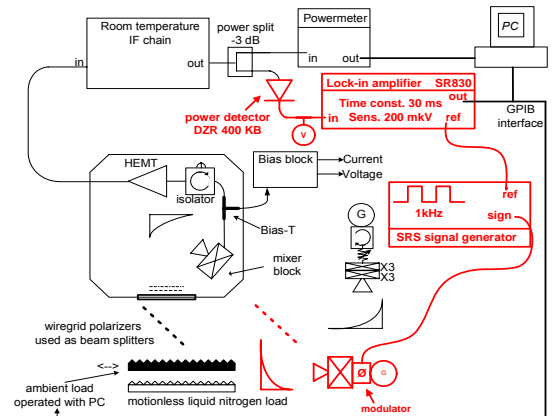 Room temperature
IF chain
in
out
power split
-3 dB
Powermeter
in
out
PC
GPIB
interface
Lock-in amplifier SR830
out
Time const. 30 ms
Sens. 200 mkV
in
ref
power detector
DZR 400 KB
V
HEMT
isolator
Bias block
Current
Voltage
Bias-T
mixer
block
G
X3
X3
ref
1kHz
sign
SRS signal generator
wiregrid polarizers
used as beam splitters
<-->
ambient load
operated with PC
motionless liquid nitrogen load
Ø
G
modulator